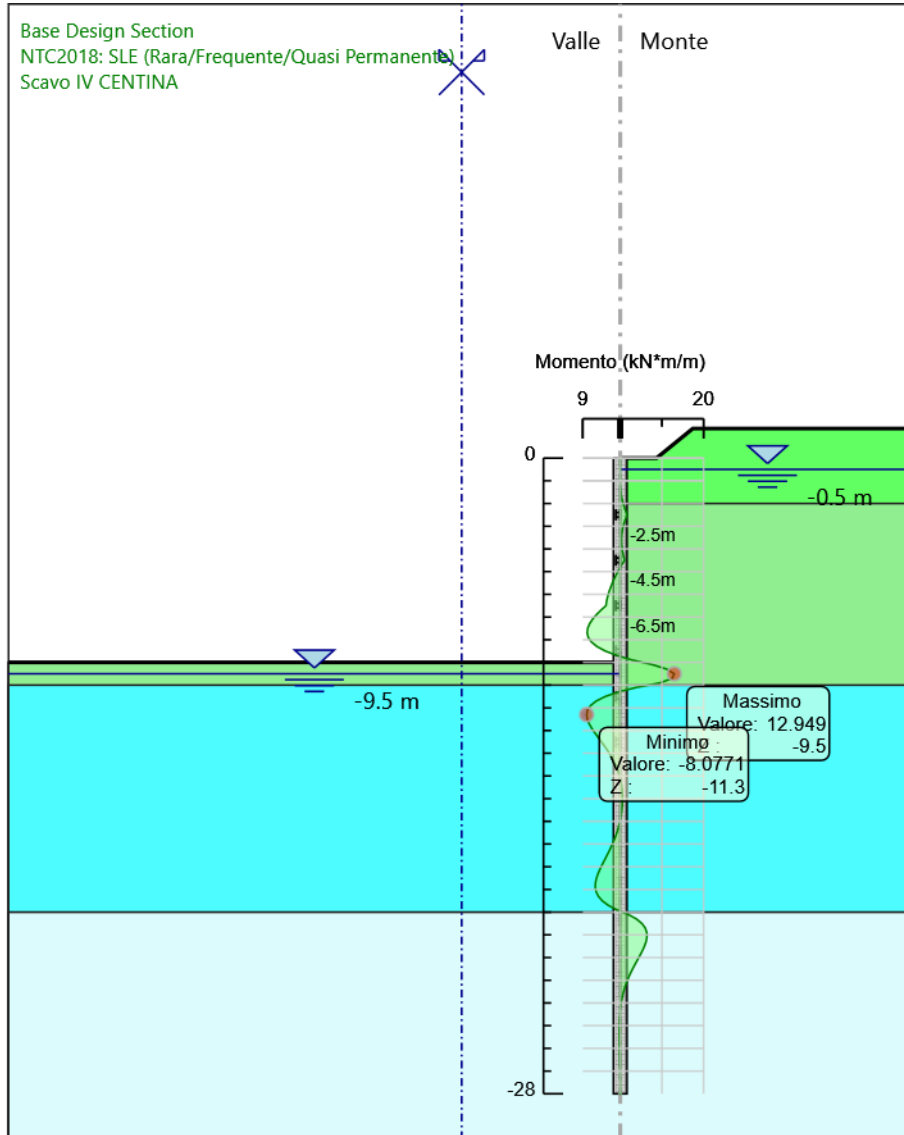 Base Design Section
NTC2018: SLE (Rara/Frequente/Quasi Permanente)
Scavo IV CENTINA
Valle
Monte
Momento (kN*m/m)
9
20
0
-0.5 m
-2.5m
-4.5m
-6.5m
-9.5 m
Massimo
Valore: 12.949
Z : -9.5
Minimo
Valore: -8.0771
Z : -11.3
-28